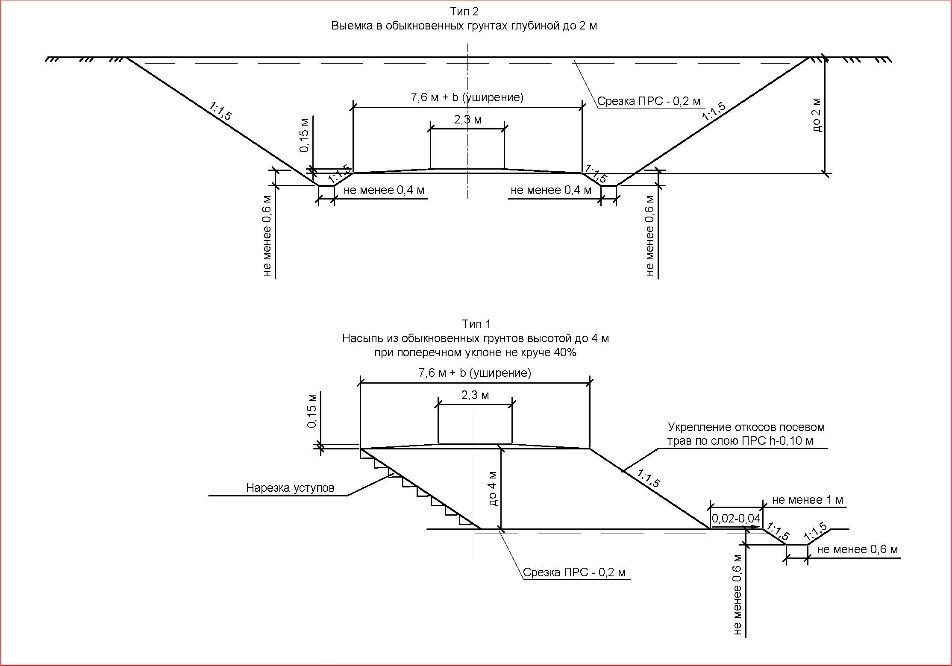 Тип 2
Выемка в обыкновенных грунтах глубиной до 2 м
1:1,5
7,6 м + b (уширение)
Срезка ПРС - 0,2 м
1:1,5
до 2 м
0,15 м
2,3 м
1:1,5
1:1,5
не менее 0,4 м
не менее 0,4 м
не менее 0,6 м
не менее 0,6 м
Тип 1
Насыпь из обыкновенных грунтов высотой до 4 м
при поперечном уклоне не круче 40%
7,6 м + b (уширение)
2,3 м
0,15 м
Укрепление откосов посевом
трав по слою ПРС h-0,10 м
Нарезка уступов
до 4 м
1:1,5
не менее 1 м
0,02-0,04
1:1,5
1:1,5
не менее 0,6 м
Срезка ПРС - 0,2 м
не менее 0,6 м